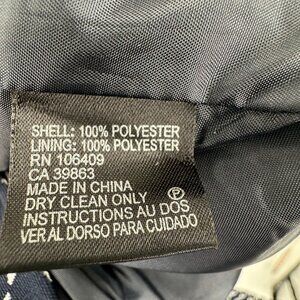 SHELL: 100% POLYESTER
LINING: 100% POLYESTER
RN 106409
CA 39863
MADE IN CHINA
DRY CLEAN ONLY Ⓟ
INSTRUCTIONS AU DOS
VER AL DORSO PARA CUIDADO